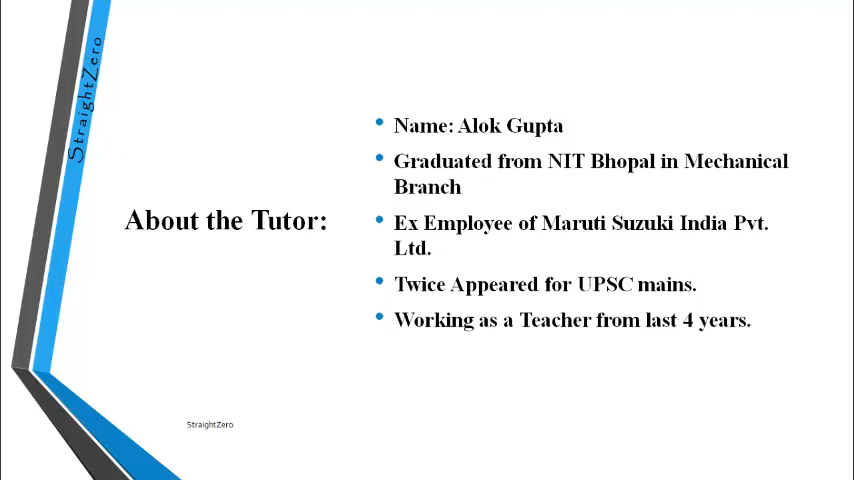 StraightZero
About the Tutor:
Name: Alok Gupta
Graduated from NIT Bhopal in Mechanical
Branch
Ex Employee of Maruti Suzuki India Pvt.
Ltd.
Twice Appeared for UPSC mains.
Working as a Teacher from last 4 years.
StraightZero